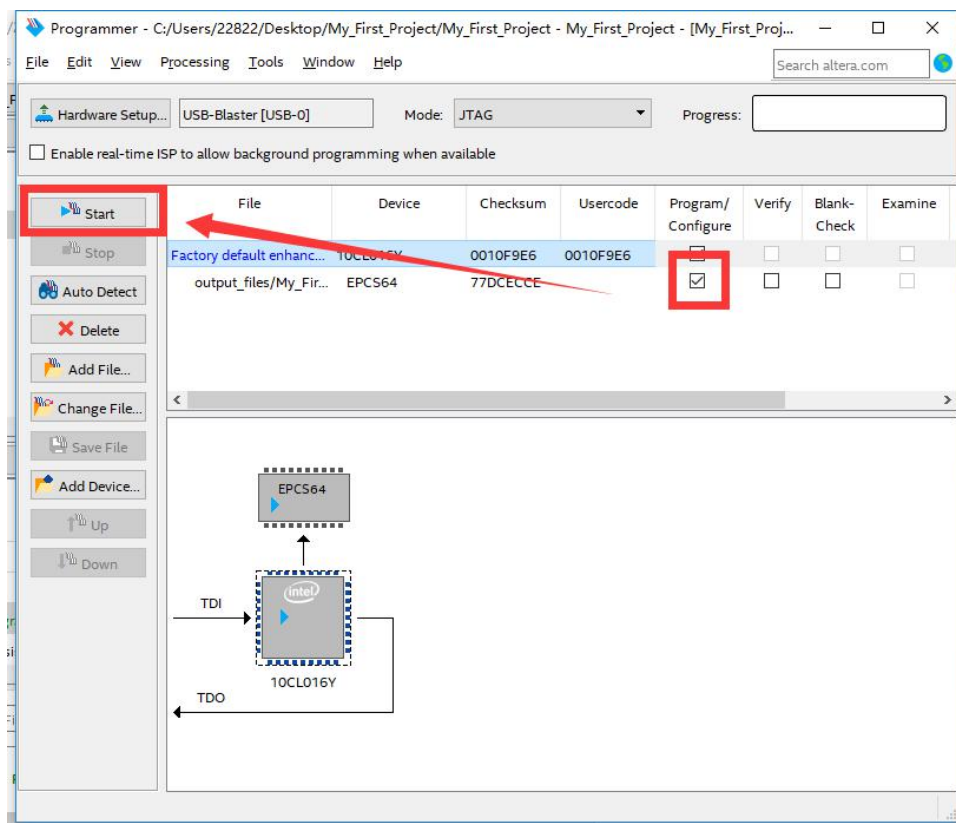 Programmer - C:/Users/22822/Desktop/My_First_Project/My_First_Project - My_First_Project - [My_First_Proj...
File Edit View Processing Tools Window Help
Search altera.com
Hardware Setup... USB-Blaster [USB-0] Mode: JTAG Progress:
Enable real-time ISP to allow background programming when available
Start
Stop
Auto Detect
Delete
Add File...
Change File...
Save File
Add Device...
Up
Down
File Device Checksum Usercode Program/ Configure Verify Blank- Check Examine
Factory default enhanc... 10CL016Y 0010F9E6 0010F9E6
output_files/My_Fir... EPCS64 77DCECCE
EPCS64
intel
TDI
10CL016Y
TDO